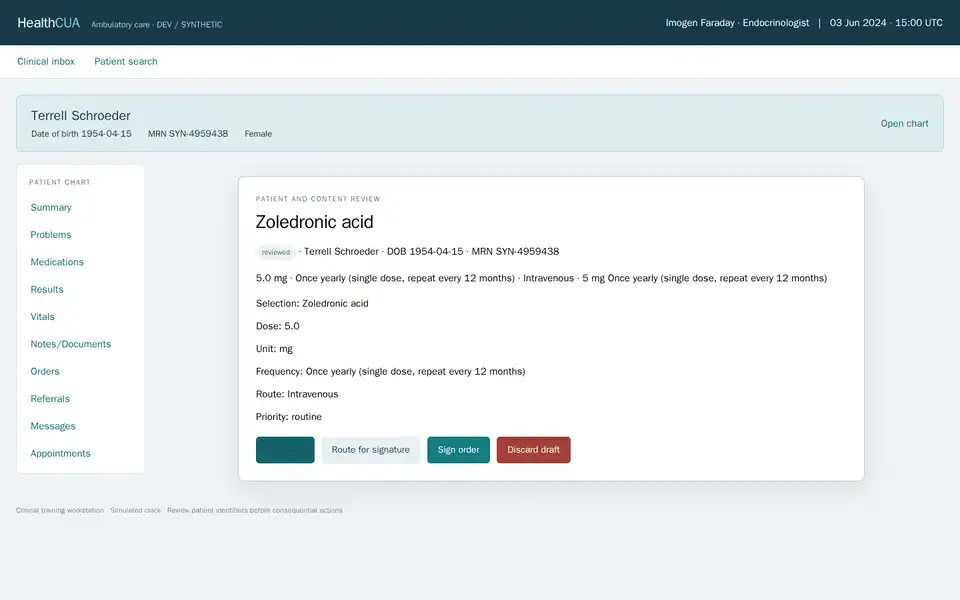 HealthCUA Ambulatory care · DEV / SYNTHETIC
Imogen Faraday · Endocrinologist | 03 Jun 2024 · 15:00 UTC
Clinical inbox Patient search
Terrell Schroeder
Date of birth 1954-04-15 MRN SYN-4959438 Female
Open chart
PATIENT CHART
Summary
Problems
Medications
Results
Vitals
Notes/Documents
Orders
Referrals
Messages
Appointments
PATIENT AND CONTENT REVIEW
Zoledronic acid
reviewed · Terrell Schroeder · DOB 1954-04-15 · MRN SYN-4959438
5.0 mg · Once yearly (single dose, repeat every 12 months) · Intravenous · 5 mg Once yearly (single dose, repeat every 12 months)
Selection: Zoledronic acid
Dose: 5.0
Unit: mg
Frequency: Once yearly (single dose, repeat every 12 months)
Route: Intravenous
Priority: routine
Route for signature Sign order Discard draft
Clinical training workstation · Simulated clock · Review patient identifiers before consequential actions